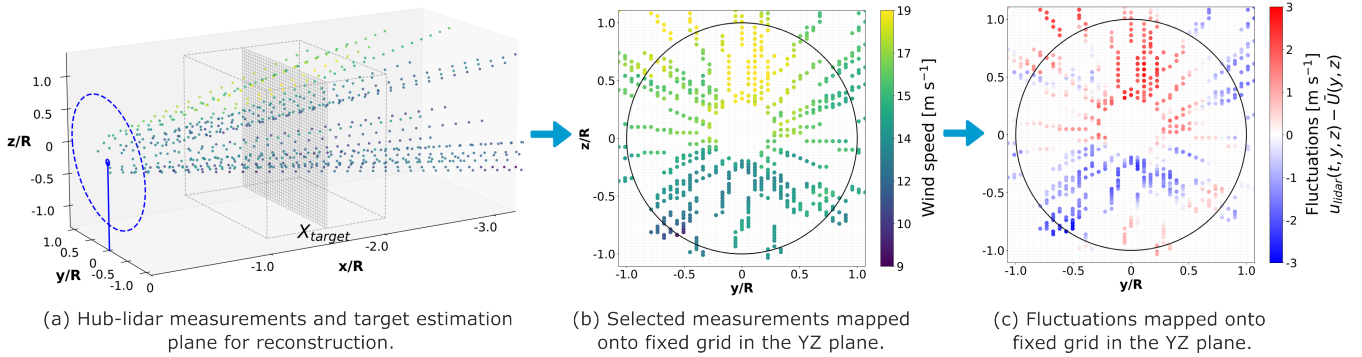 z/R
1.0
0.5
0
-0.5
-1.0
1.0
0.5
0
-0.5
-1.0
y/R
0
-1.0
-2.0
-3.0
x/R
X_target
(a) Hub-lidar measurements and target estimation
plane for reconstruction.
1.0
0.5
0
-0.5
-1.0
z/R
-1.0 -0.5 0 0.5 1.0
y/R
19
17
16
14
12
10
9
Wind speed [m s⁻¹]
(b) Selected measurements mapped
onto fixed grid in the YZ plane.
1.0
0.5
0
-0.5
-1.0
-1.0 -0.5 0 0.5 1.0
y/R
3
2
1
0
-1
-2
-3
Fluctuations [m s⁻¹]
u_lidar(t, y, z) − Ū(y, z)
(c) Fluctuations mapped onto
fixed grid in the YZ plane.